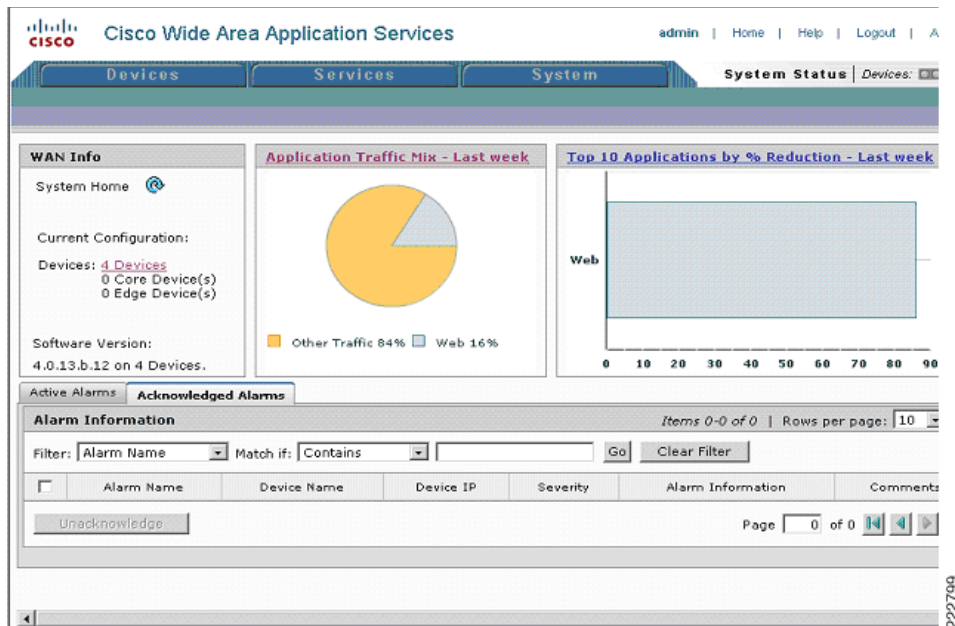 CISCO Cisco Wide Area Application Services
admin | Home | Help | Logout | A
Devices Services System System Status | Devices:
WAN Info
System Home
Current Configuration:
Devices: 4 Devices
0 Core Device(s)
0 Edge Device(s)
Software Version:
4.0.13.b.12 on 4 Devices.
Application Traffic Mix - Last week
Other Traffic 84% Web 16%
Top 10 Applications by % Reduction - Last week
Web
0 10 20 30 40 50 60 70 80 90
Active Alarms Acknowledged Alarms
Alarm Information Items 0-0 of 0 | Rows per page: 10
Filter: Alarm Name Match if: Contains Go Clear Filter
Alarm Name Device Name Device IP Severity Alarm Information Comments
Unacknowledge Page 0 of 0
222799